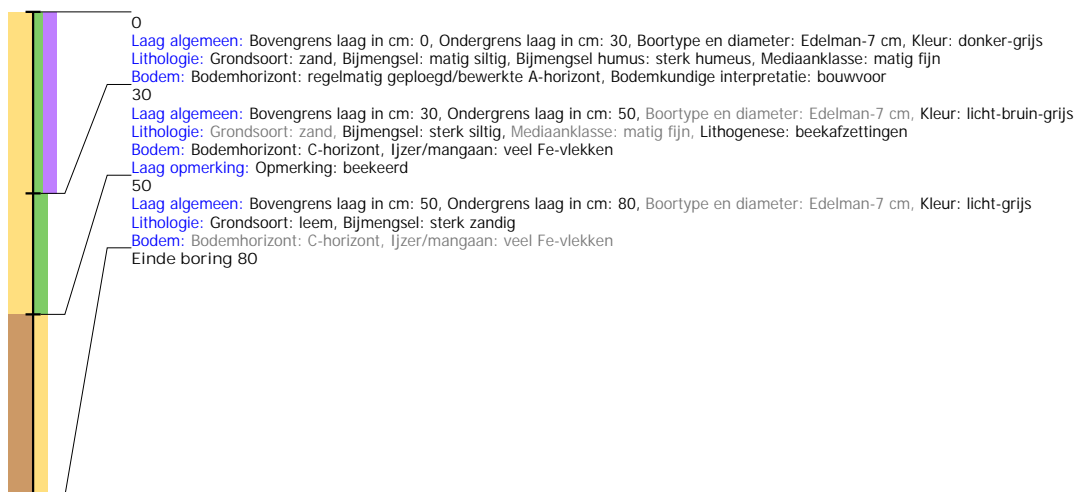 0
Laag algemeen: Bovengrens laag in cm: 0, Ondergrens laag in cm: 30, Boortype en diameter: Edelman-7 cm, Kleur: donker-grijs
Lithologie: Grondsoort: zand, Bijmengsel: matig siltig, Bijmengsel humus: sterk humeus, Mediaanklasse: matig fijn
Bodem: Bodemhorizont: regelmatig geploegd/bewerkte A-horizont, Bodemkundige interpretatie: bouwvoor
30
Laag algemeen: Bovengrens laag in cm: 30, Ondergrens laag in cm: 50, Boortype en diameter: Edelman-7 cm, Kleur: licht-bruin-grijs
Lithologie: Grondsoort: zand, Bijmengsel: sterk siltig, Mediaanklasse: matig fijn, Lithogenese: beekafzettingen
Bodem: Bodemhorizont: C-horizont, Ijzer/mangaan: veel Fe-vlekken
Laag opmerking: Opmerking: beekeerd
50
Laag algemeen: Bovengrens laag in cm: 50, Ondergrens laag in cm: 80, Boortype en diameter: Edelman-7 cm, Kleur: licht-grijs
Lithologie: Grondsoort: leem, Bijmengsel: sterk zandig
Bodem: Bodemhorizont: C-horizont, Ijzer/mangaan: veel Fe-vlekken
Einde boring 80